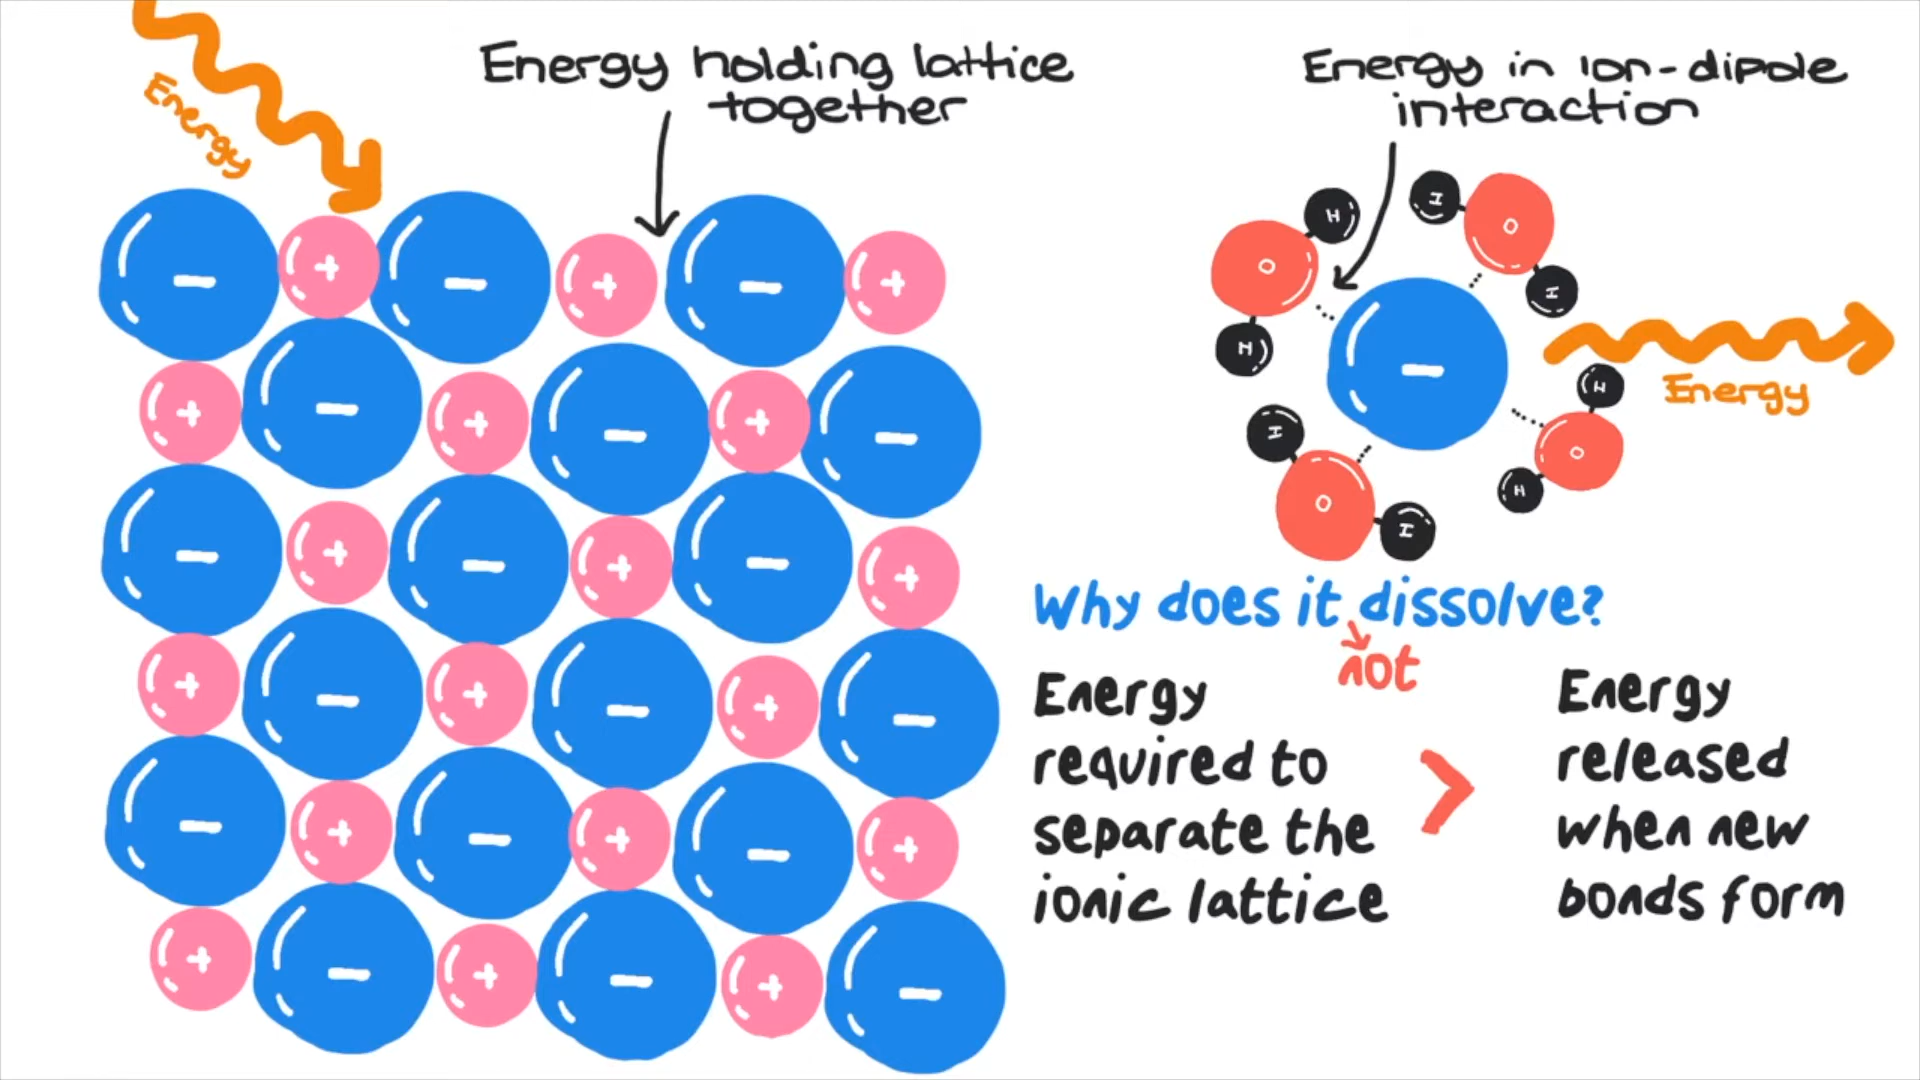 Energy
Energy holding lattice
together
Energy in ion-dipole
interaction
- + - + - +
+ - + - + -
- + - + - +
+ - + - + -
- + - + - +
+ - + - + -
H
H
O
O
H
H
-
Energy
H
H
O
H
O
H
Why does it dissolve?
not
Energy
required to
separate the
ionic lattice
>
Energy
released
when new
bonds form